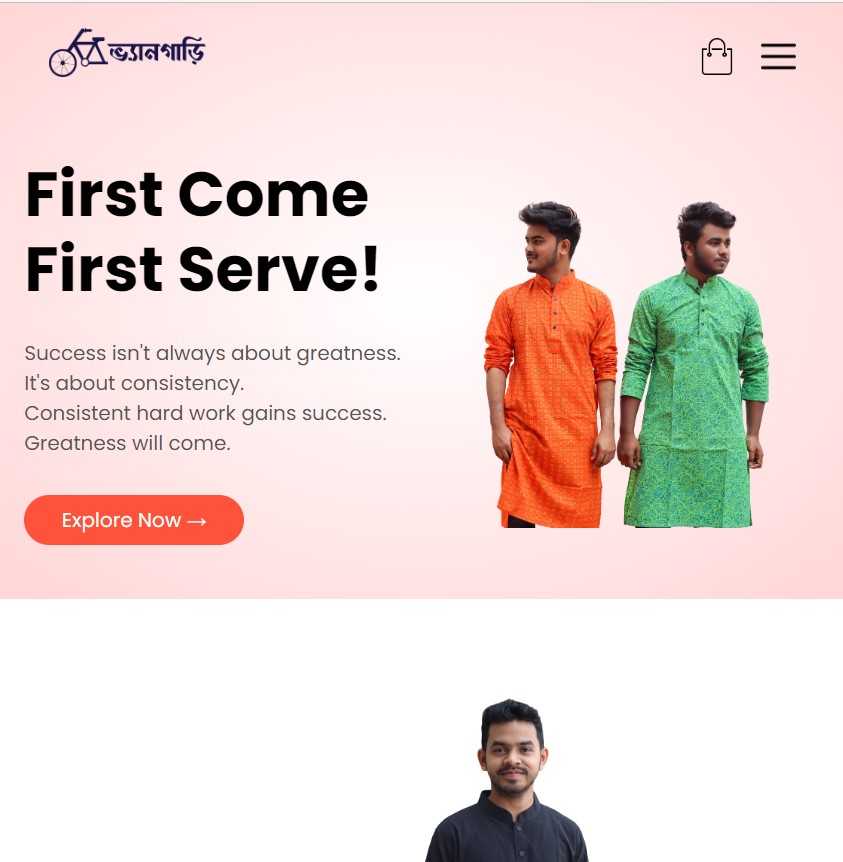 ভ্যানগাড়ি
First Come
First Serve!
Success isn't always about greatness.
It's about consistency.
Consistent hard work gains success.
Greatness will come.
Explore Now →